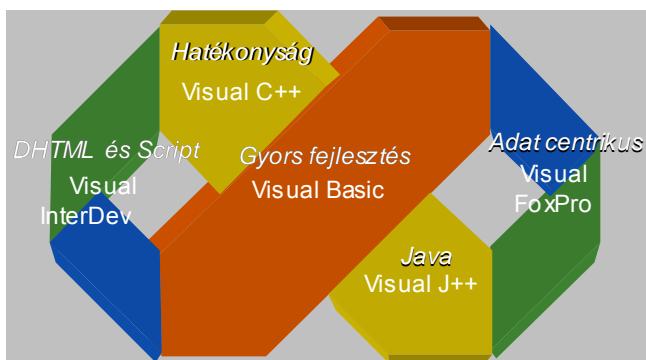 Hatékonyság
Visual C++
DHTML és Script
Visual
InterDev
Gyors fejlesztés
Visual Basic
Adat centrikus
Visual
FoxPro
Java
Visual J++